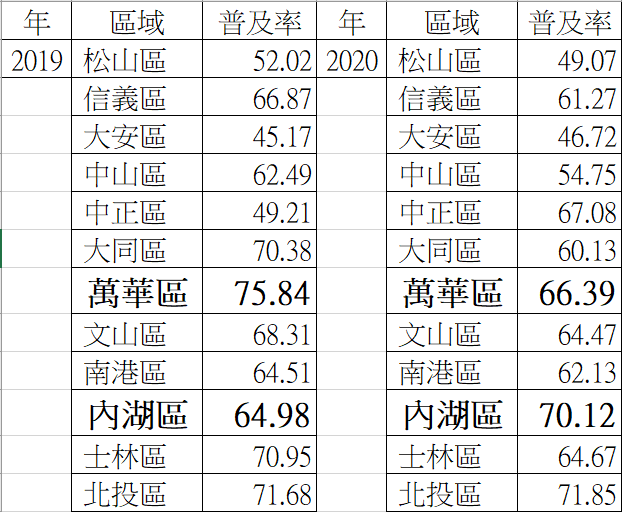 年 區域 普及率 年 區域 普及率
2019 松山區 52.02 2020 松山區 49.07
信義區 66.87 信義區 61.27
大安區 45.17 大安區 46.72
中山區 62.49 中山區 54.75
中正區 49.21 中正區 67.08
大同區 70.38 大同區 60.13
萬華區 75.84 萬華區 66.39
文山區 68.31 文山區 64.47
南港區 64.51 南港區 62.13
內湖區 64.98 內湖區 70.12
士林區 70.95 士林區 64.67
北投區 71.68 北投區 71.85